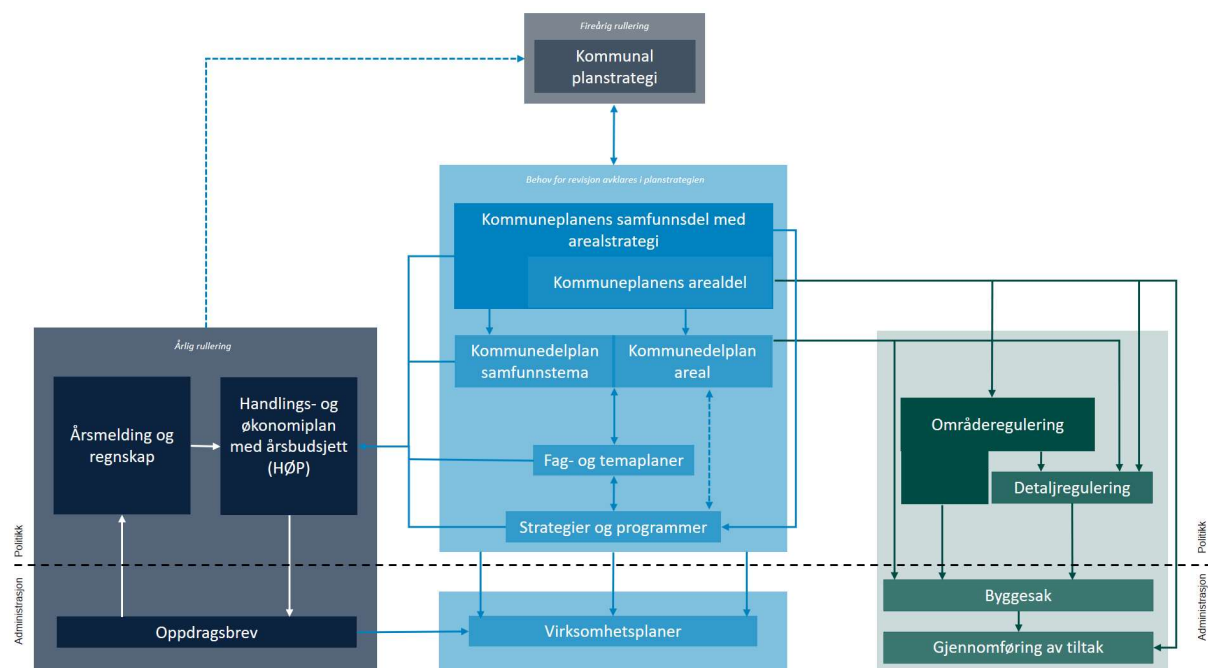 Fireårig rullering
Kommunal
planstrategi
Behov for revisjon avklares i planstrategien
Kommuneplanens samfunnsdel med
arealstrategi
Kommuneplanens arealdel
Kommunedelplan
samfunnstema
Kommunedelplan
areal
Fag- og temaplaner
Strategier og programmer
Virksomhetsplaner
Årlig rullering
Årsmelding og
regnskap
Handlings- og
økonomiplan
med årsbudsjett
(HØP)
Oppdragsbrev
Områderegulering
Detaljregulering
Byggesak
Gjennomføring av tiltak
Politikk
Administrasjon
Politikk
Administrasjon